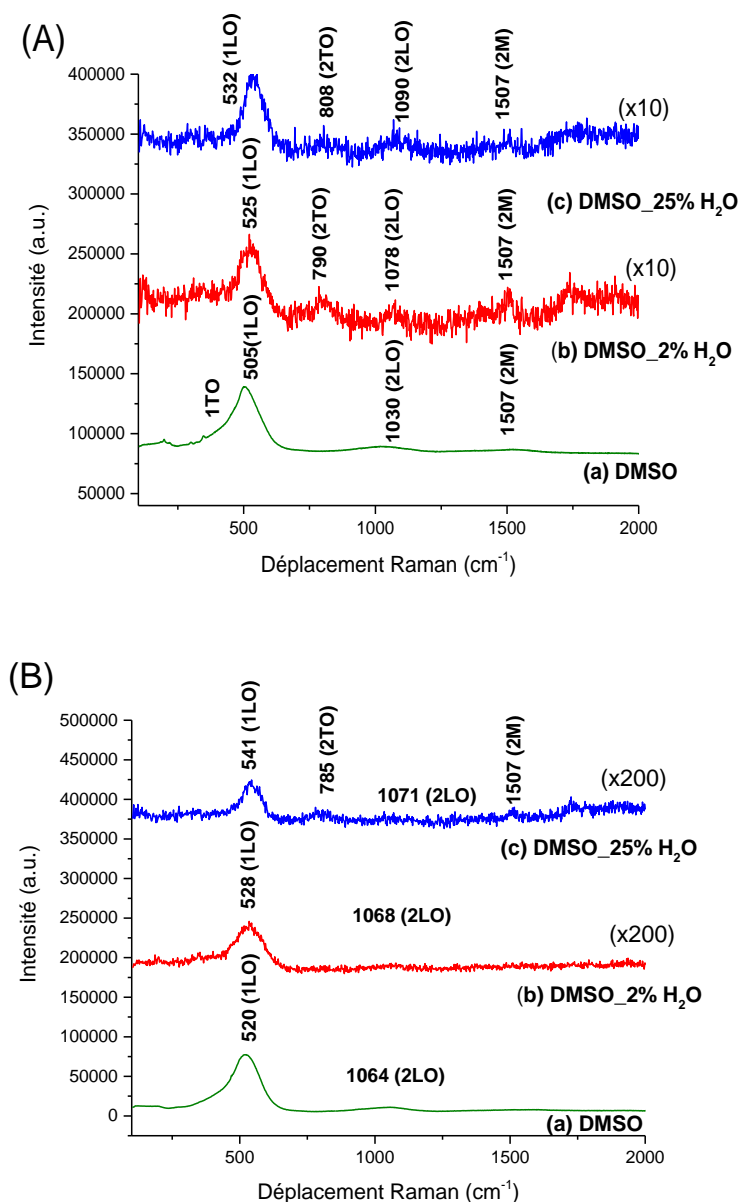 (A)
532 (1LO)
808 (2TO)
1090 (2LO)
1507 (2M)
(x10)
(c) DMSO_25% H2O
525 (1LO)
790 (2TO)
1078 (2LO)
1507 (2M)
(x10)
(b) DMSO_2% H2O
1TO
505(1LO)
1030 (2LO)
1507 (2M)
(a) DMSO
400000
350000
300000
250000
200000
150000
100000
50000
Intensité (a.u.)
500
1000
1500
2000
Déplacement Raman (cm-1)
(B)
541 (1LO)
785 (2TO)
1071 (2LO)
1507 (2M)
(x200)
(c) DMSO_25% H2O
528 (1LO)
1068 (2LO)
(x200)
(b) DMSO_2% H2O
520 (1LO)
1064 (2LO)
(a) DMSO
500000
450000
400000
350000
300000
250000
200000
150000
100000
50000
0
Intensité (a.u.)
500
1000
1500
2000
Déplacement Raman (cm-1)